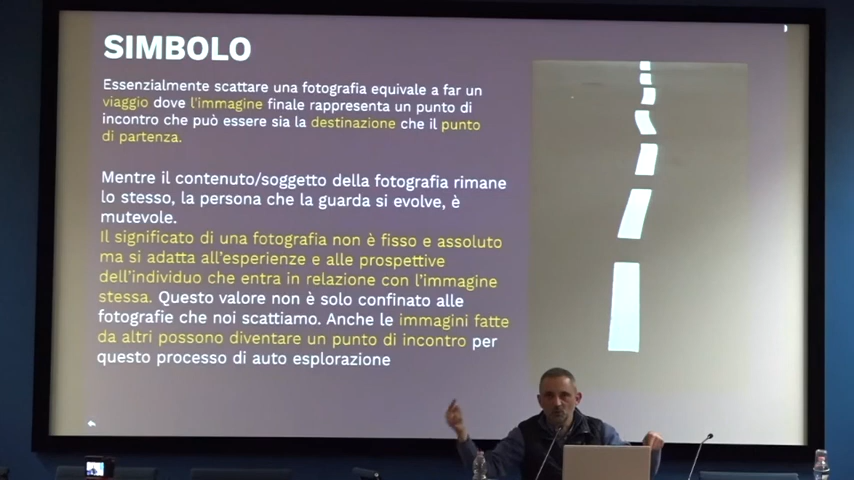 SIMBOLO
Essenzialmente scattare una fotografia equivale a far un
viaggio dove l'immagine finale rappresenta un punto di
incontro che può essere sia la destinazione che il punto
di partenza.
Mentre il contenuto/soggetto della fotografia rimane
lo stesso, la persona che la guarda si evolve, è
mutevole.
Il significato di una fotografia non è fisso e assoluto
ma si adatta all'esperienze e alle prospettive
dell'individuo che entra in relazione con l'immagine
stessa. Questo valore non è solo confinato alle
fotografie che noi scattiamo. Anche le immagini fatte
da altri possono diventare un punto di incontro per
questo processo di auto esplorazione